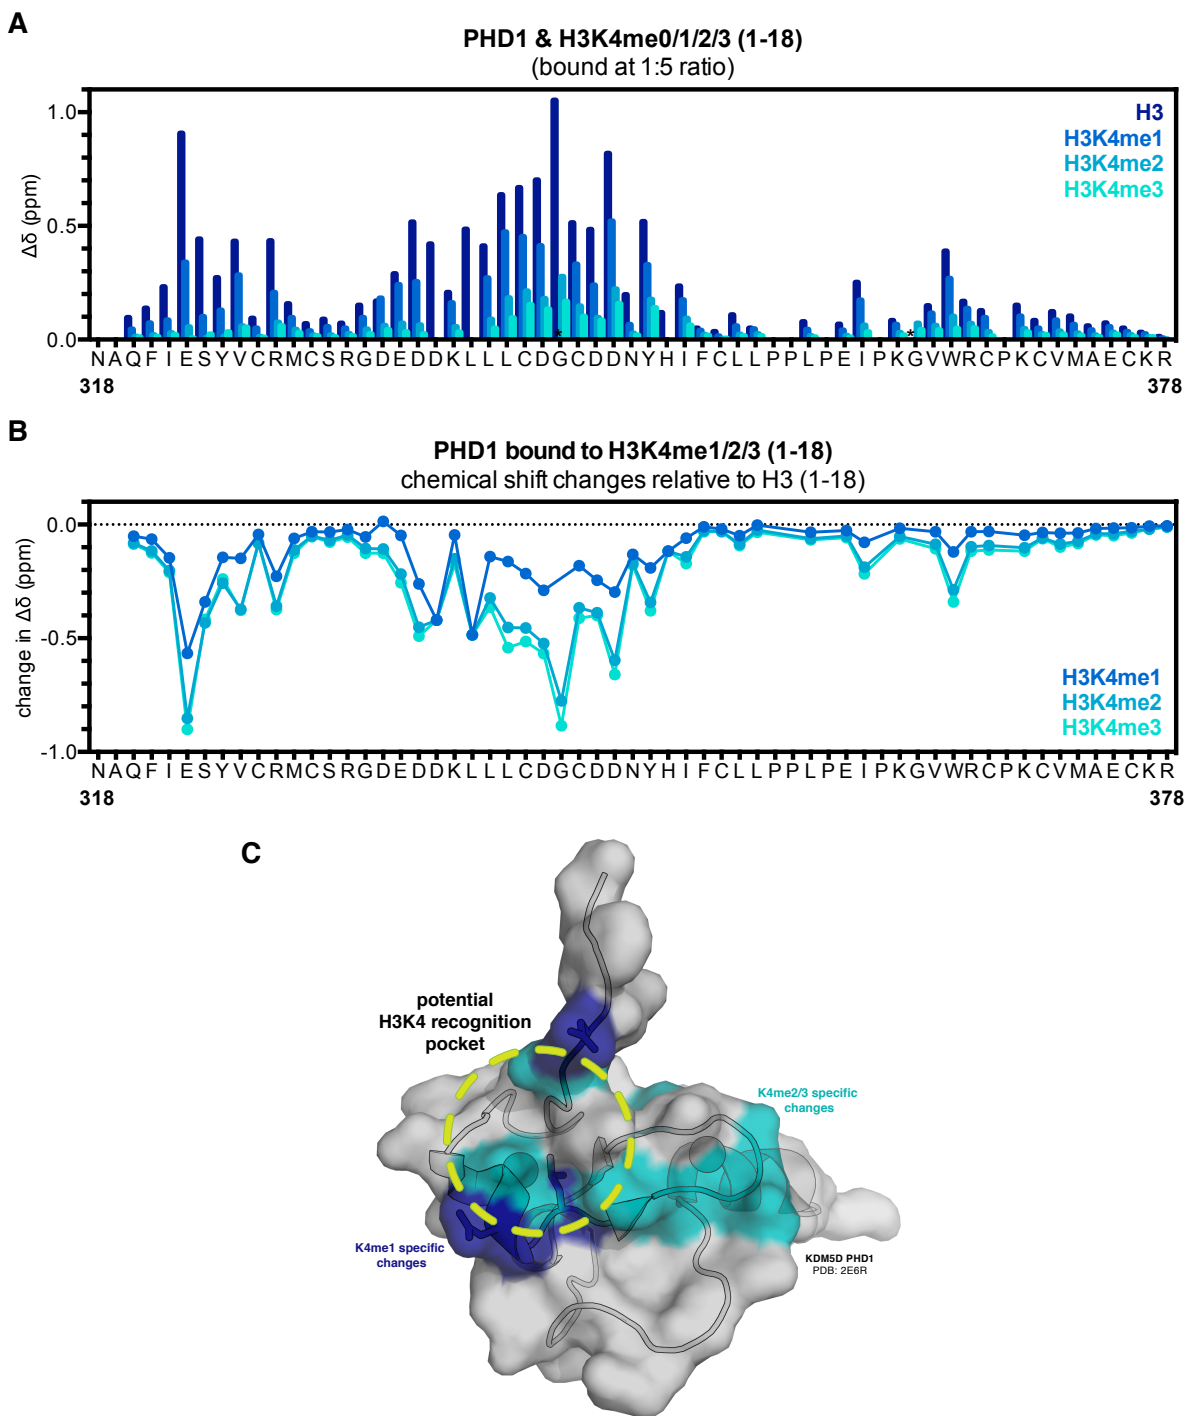 A
PHD1 & H3K4me0/1/2/3 (1-18)
(bound at 1:5 ratio)
Δδ (ppm)
1.0
0.5
0.0
H3
H3K4me1
H3K4me2
H3K4me3
* *
N A Q F I E S Y V C R M C S R G D E D D K L L L C D G C D D N Y H I F C L L P P L P E I P K G V W R C P K C V M A E C K R
318 378
B
PHD1 bound to H3K4me1/2/3 (1-18)
chemical shift changes relative to H3 (1-18)
change in Δδ (ppm)
0.0
-0.5
-1.0
H3K4me1
H3K4me2
H3K4me3
N A Q F I E S Y V C R M C S R G D E D D K L L L C D G C D D N Y H I F C L L P P L P E I P K G V W R C P K C V M A E C K R
318 378
C
potential
H3K4 recognition
pocket
K4me2/3 specific
changes
K4me1 specific
changes
KDM5D PHD1
PDB: 2E6R